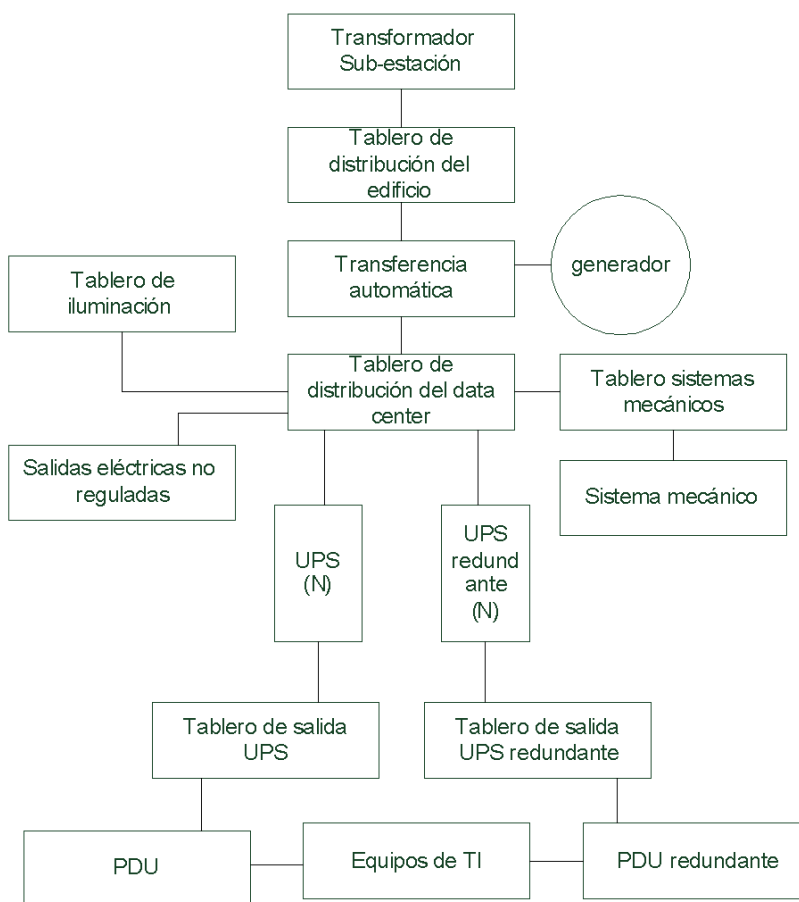 Transformador
Sub-estación
Tablero de
distribución del
edificio
Transferencia
automática
generador
Tablero de
iluminación
Tablero de
distribución del data
center
Tablero sistemas
mecánicos
Salidas eléctricas no
reguladas
Sistema mecánico
UPS
(N)
UPS
redund
ante
(N)
Tablero de salida
UPS
Tablero de salida
UPS redundante
PDU
Equipos de TI
PDU redundante